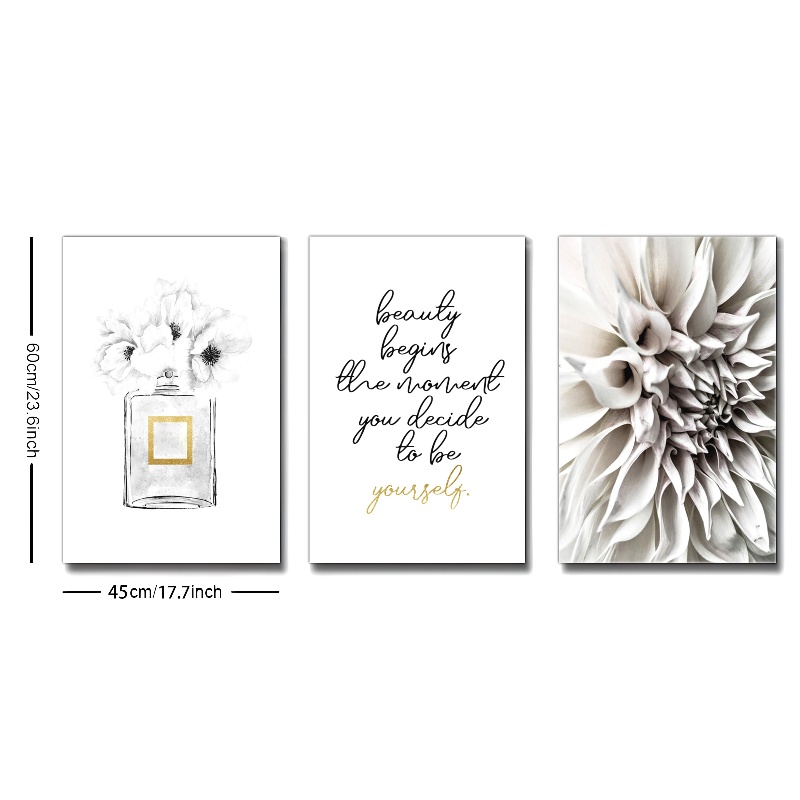 60cm/23.6inch
45cm/17.7inch
beauty
begins
the moment
you decide
to be
yourself.